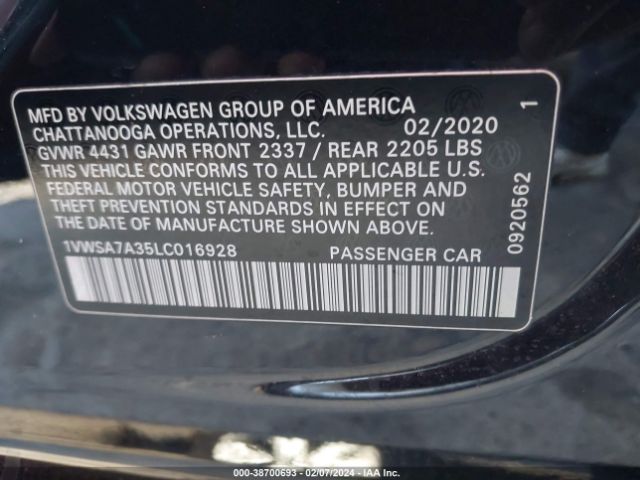 MFD BY VOLKSWAGEN GROUP OF AMERICA
CHATTANOOGA OPERATIONS, LLC. 02/2020
GVWR 4431 GAWR FRONT 2337 / REAR 2205 LBS
THIS VEHICLE CONFORMS TO ALL APPLICABLE U.S.
FEDERAL MOTOR VEHICLE SAFETY, BUMPER AND
THEFT PREVENTION STANDARDS IN EFFECT ON
THE DATE OF MANUFACTURE SHOWN ABOVE.
1VWSA7A35LC016928 PASSENGER CAR
0920562 1
000-38700693 - 02/07/2024 - IAA Inc.